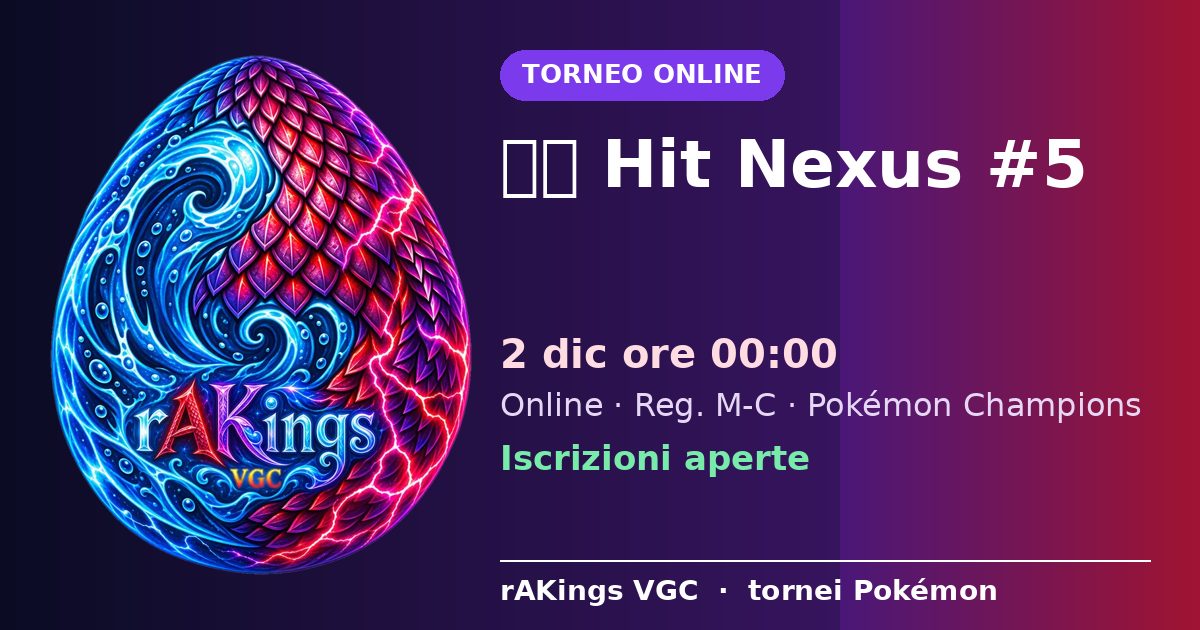 rAKings
VGC
TORNEO ONLINE
Hit Nexus #5
2 dic ore 00:00
Online · Reg. M-C · Pokémon Champions
Iscrizioni aperte
rAKings VGC · tornei Pokémon